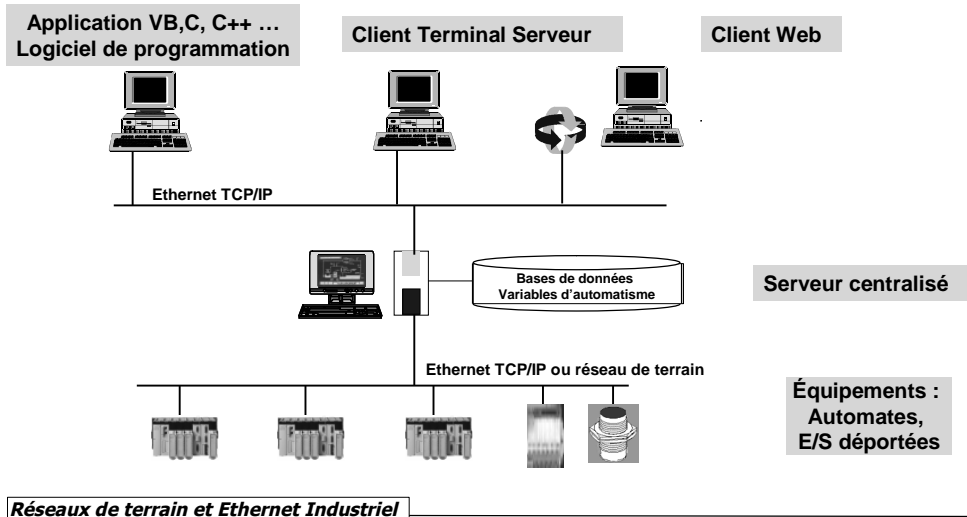 Application VB,C, C++ …
Logiciel de programmation
Client Terminal Serveur
Client Web
Ethernet TCP/IP
Bases de données
Variables d'automatisme
Serveur centralisé
Ethernet TCP/IP ou réseau de terrain
Équipements :
Automates,
E/S déportées
Réseaux de terrain et Ethernet Industriel